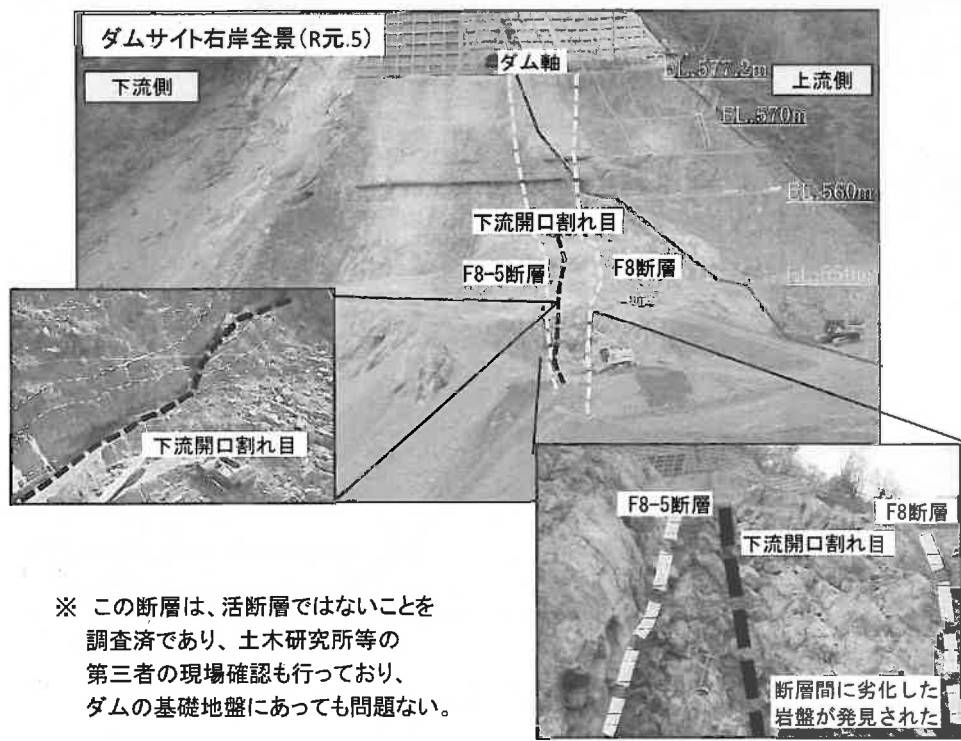 ダムサイト右岸全景(R元.5)
下流側
ダム軸
上流側
EL.577.2m
EL.570m
EL.560m
下流開口割れ目
F8-5断層
F8断層
下流開口割れ目
F8-5断層
F8断層
下流開口割れ目
断層間に劣化した
岩盤が発見された
※ この断層は、活断層ではないことを
調査済であり、土木研究所等の
第三者の現場確認も行っており、
ダムの基礎地盤にあっても問題ない。